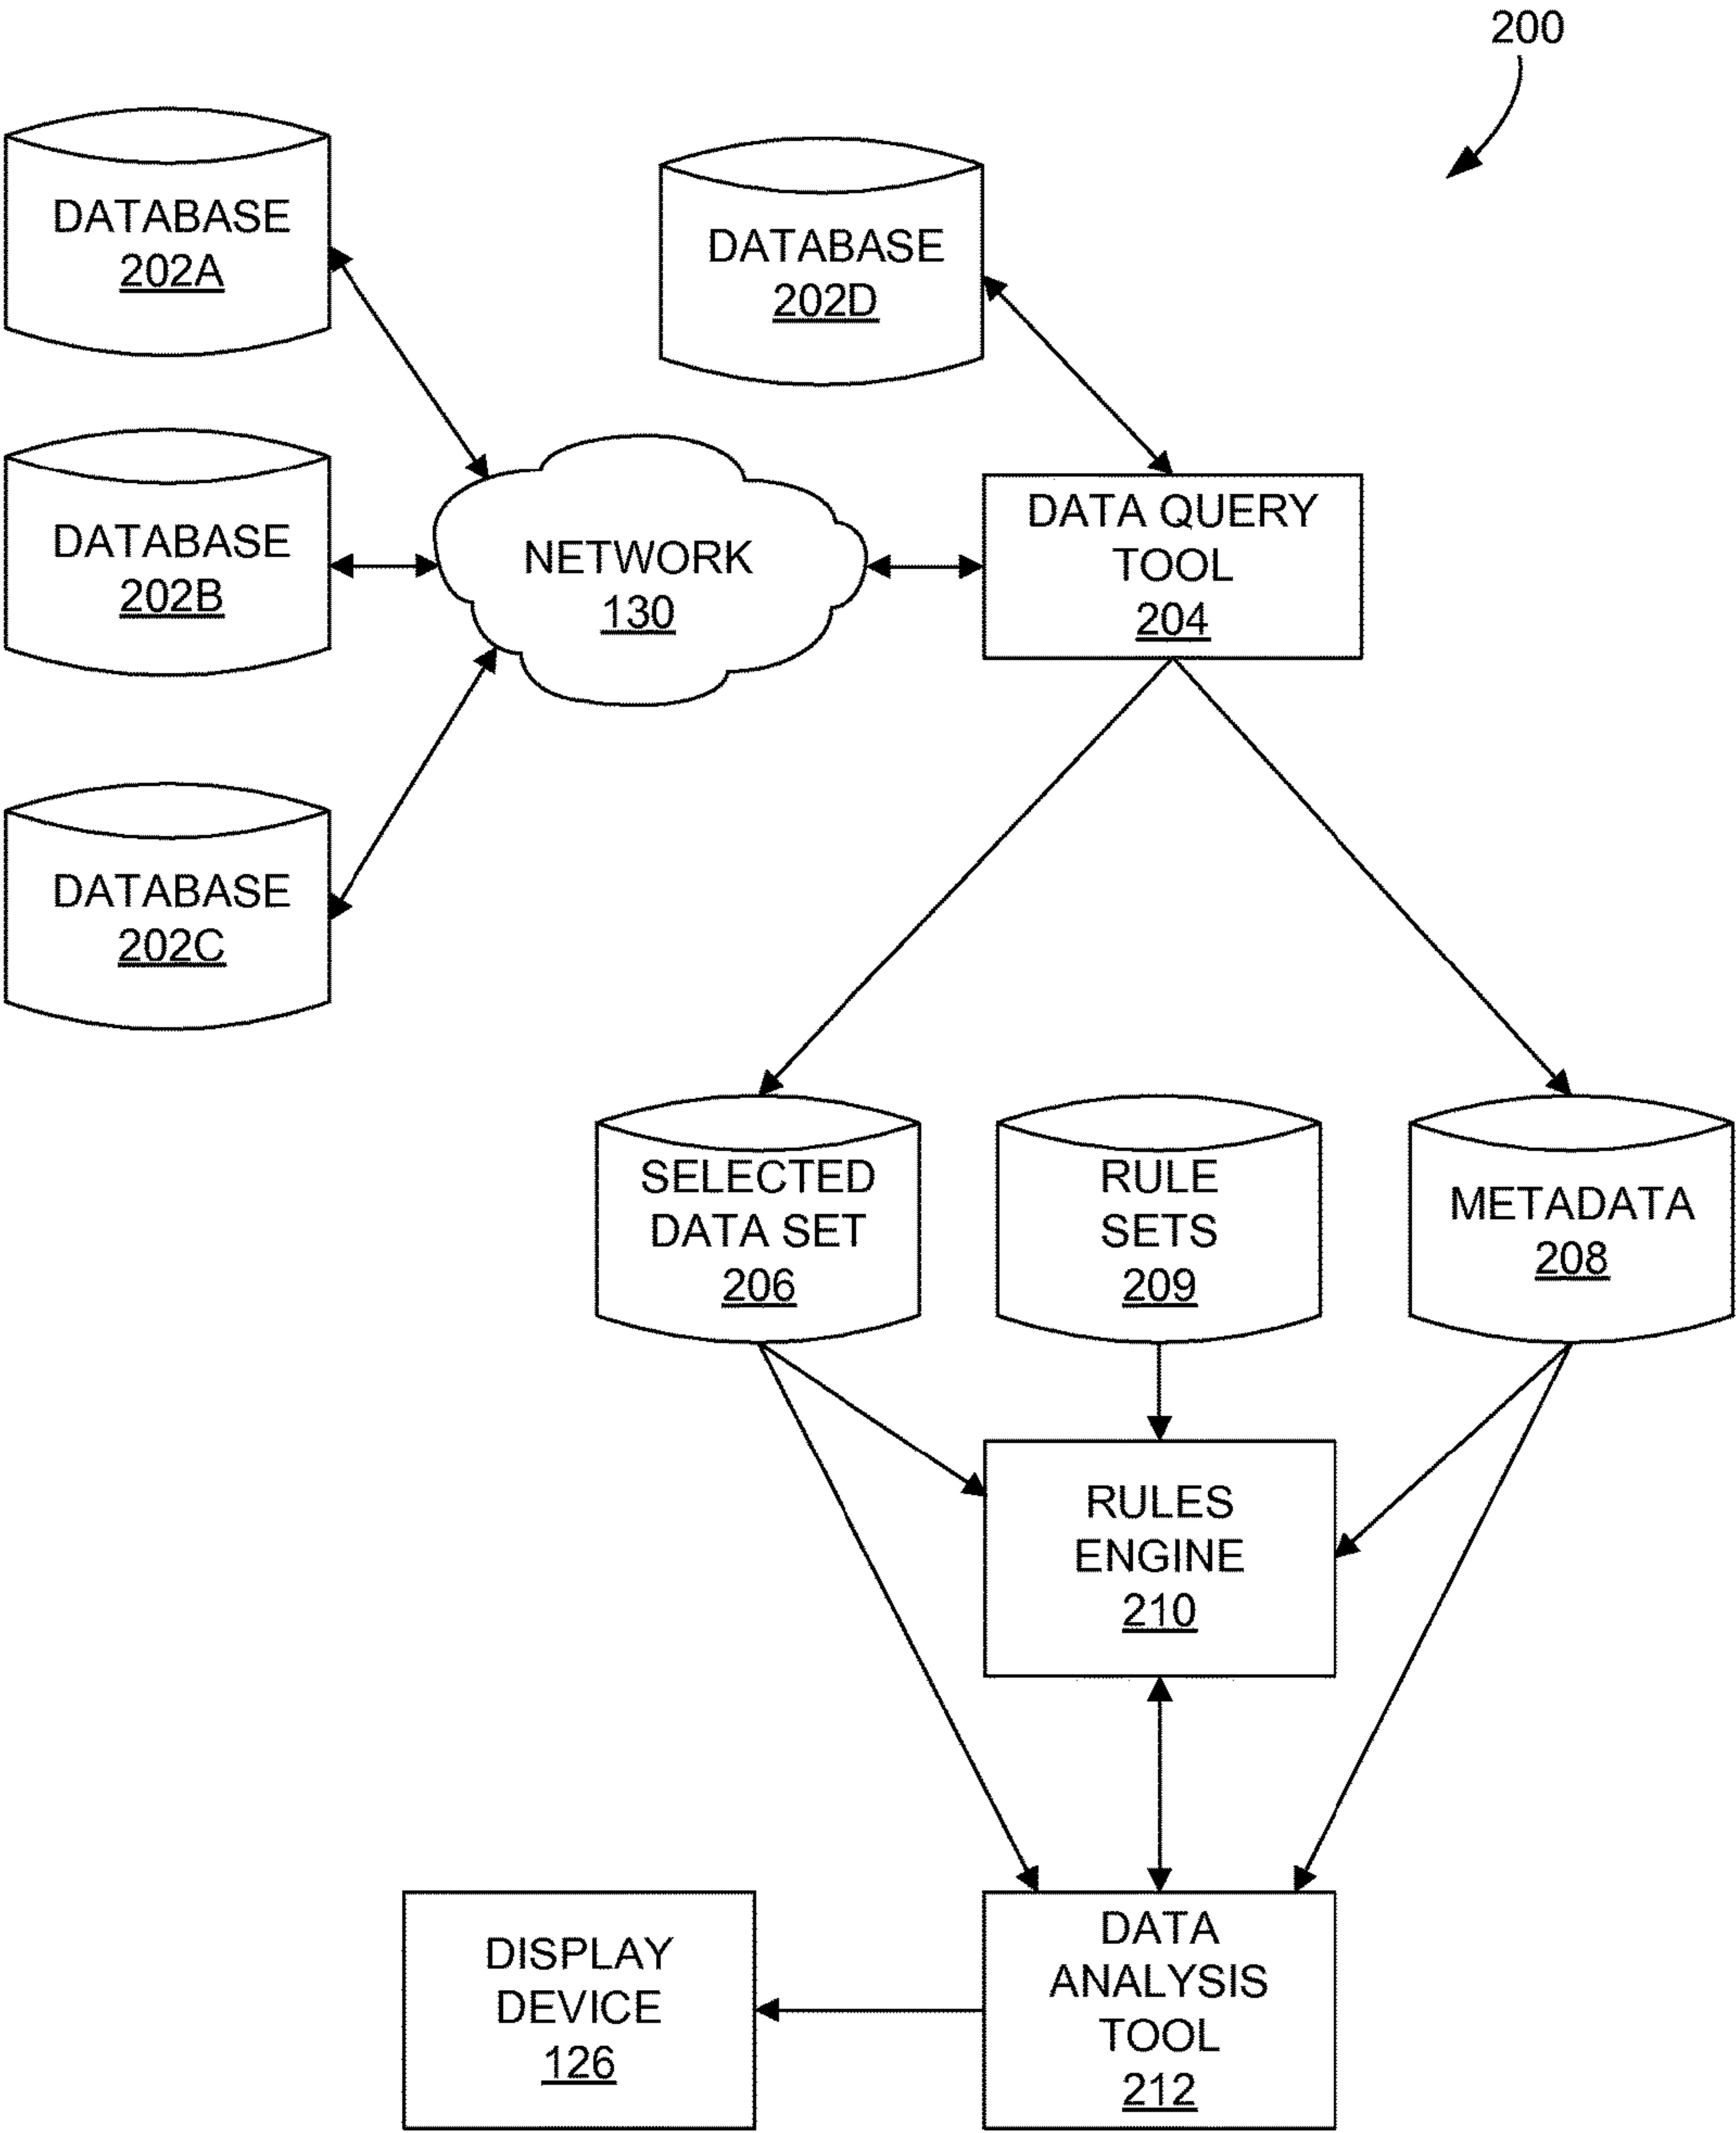 200
DATABASE
202A
DATABASE
202D
DATABASE
202B
NETWORK
130
DATA QUERY
TOOL
204
DATABASE
202C
SELECTED
DATA SET
206
RULE
SETS
209
METADATA
208
RULES
ENGINE
210
DISPLAY
DEVICE
126
DATA
ANALYSIS
TOOL
212